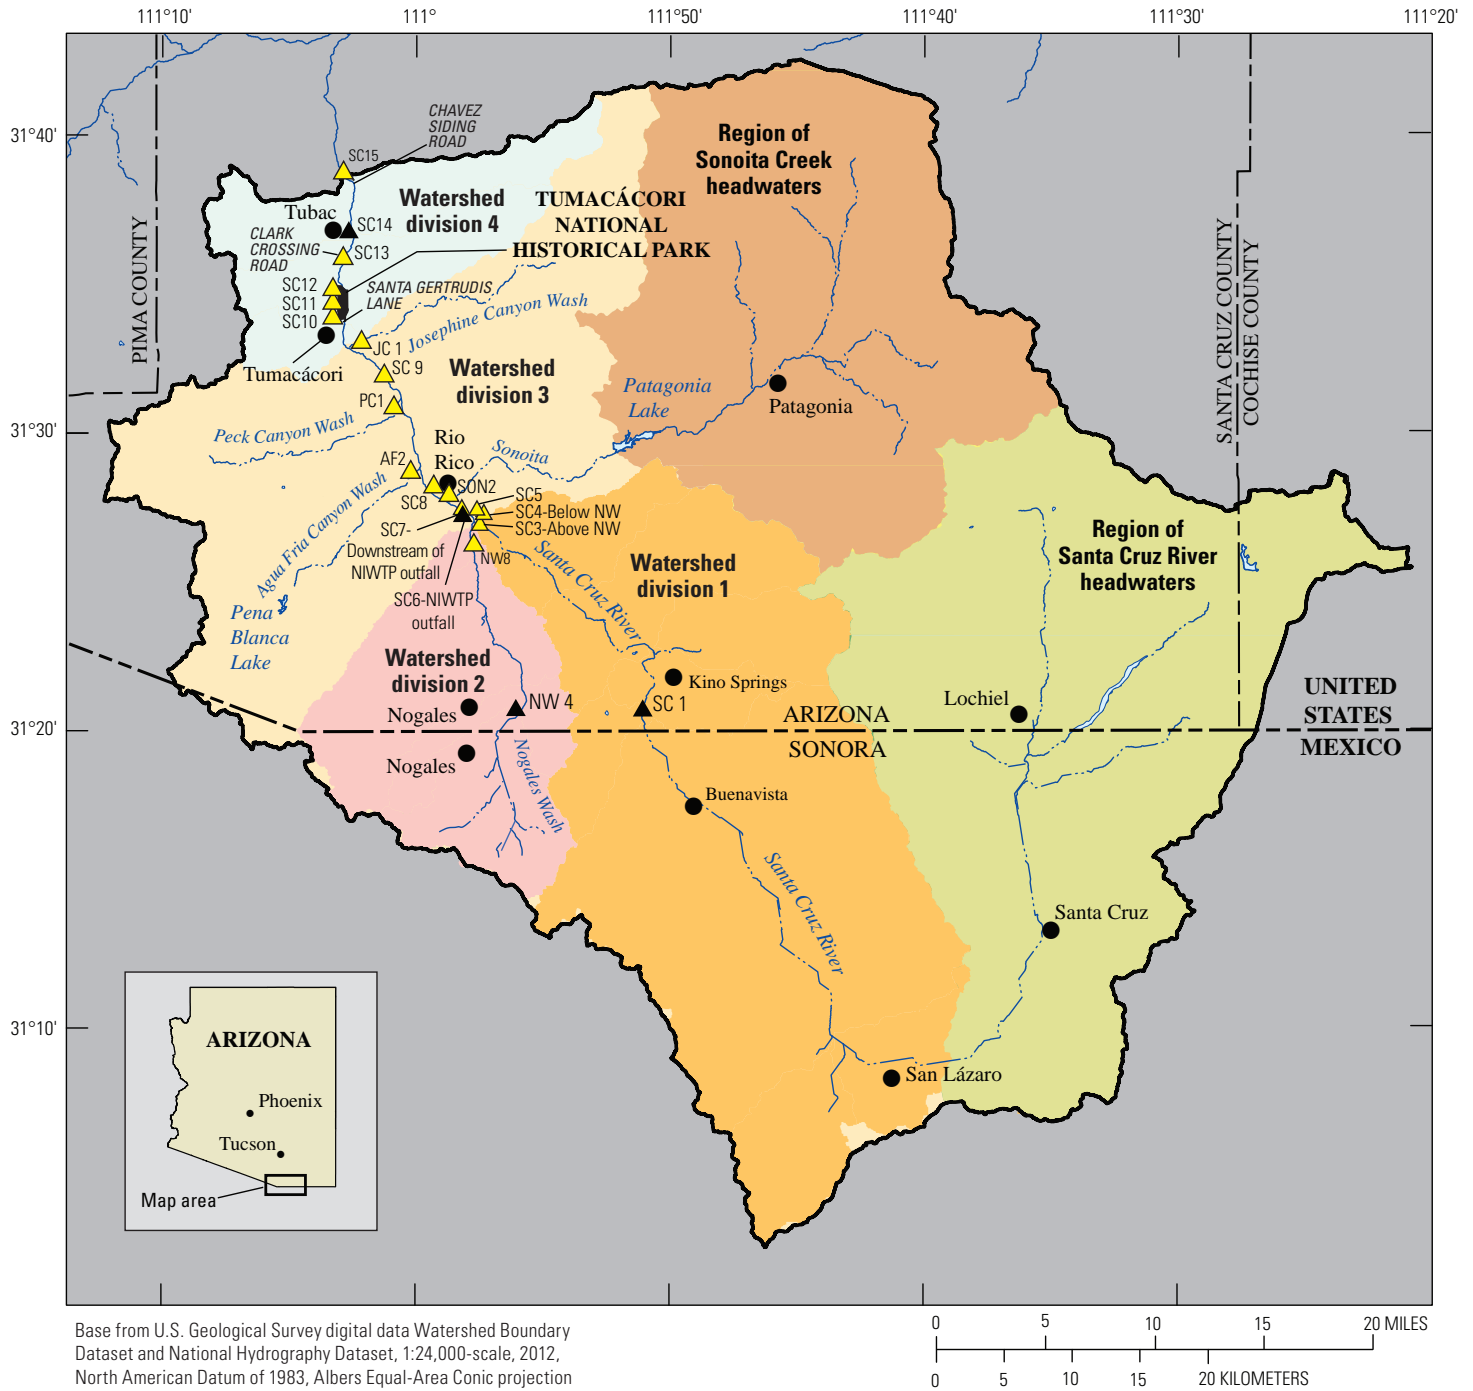 111°10'
111°
111°50'
111°40'
111°30'
111°20'
31°40'
31°30'
31°20'
31°10'
CHAVEZ
SIDING
ROAD
SC15
Region of
Sonoita Creek
headwaters
Watershed
division 4
TUMACÁCORI
NATIONAL
HISTORICAL PARK
Tubac
SC14
CLARK
CROSSING
ROAD
SC13
PIMA COUNTY
SANTA CRUZ COUNTY
COCHISE COUNTY
SC12
SC11
SC10
SANTA GERTRUDIS
LANE
Josephine Canyon Wash
JC 1
Tumacácori
SC 9
Watershed
division 3
Patagonia
Lake
Patagonia
PC1
Peck Canyon Wash
Rio
Rico
Sonoita
AF2
SON2
SC8
SC5
SC4-Below NW
SC3-Above NW
SC7-
Downstream of
NIWTP outfall
NW8
SC6-NIWTP
outfall
Agua Fria Canyon Wash
Pena
Blanca
Lake
Santa Cruz River
Watershed
division 1
Region of
Santa Cruz River
headwaters
Watershed
division 2
Kino Springs
Nogales
NW 4
SC 1
Lochiel
ARIZONA
SONORA
UNITED
STATES
MEXICO
Nogales
Nogales Wash
Buenavista
Santa Cruz River
Santa Cruz
San Lázaro
ARIZONA
Phoenix
Tucson
Map area
Base from U.S. Geological Survey digital data Watershed Boundary
Dataset and National Hydrography Dataset, 1:24,000-scale, 2012,
North American Datum of 1983, Albers Equal-Area Conic projection
0 5 10 15 20 MILES
0 5 10 15 20 KILOMETERS